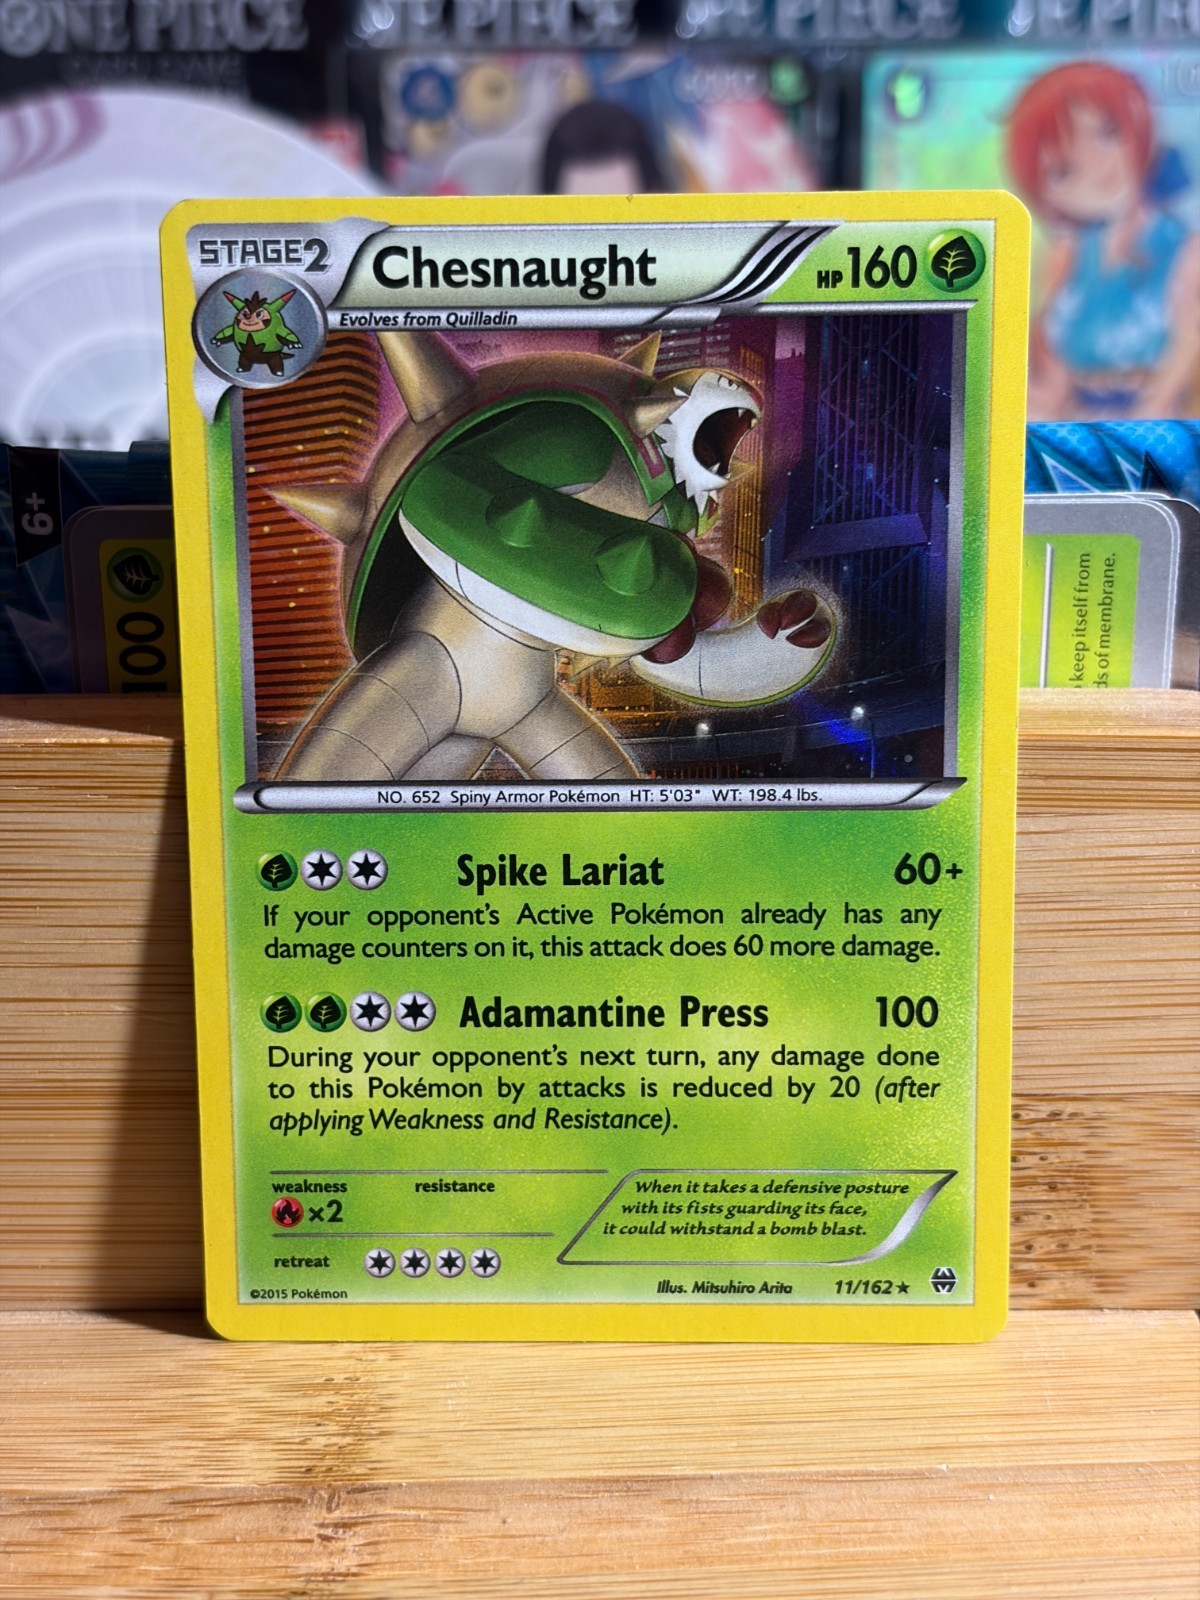 ONE PIECE
CARD GAME
ONE PIECE
STAGE2
Chesnaught
HP160
Evolves from Quilladin
6+
100
keep itself from
ds of membrane.
NO. 652 Spiny Armor Pokémon HT: 5'03" WT: 198.4 lbs.
Spike Lariat 60+
If your opponent's Active Pokémon already has any
damage counters on it, this attack does 60 more damage.
Adamantine Press 100
During your opponent's next turn, any damage done
to this Pokémon by attacks is reduced by 20 (after
applying Weakness and Resistance).
weakness resistance
×2
retreat
When it takes a defensive posture
with its fists guarding its face,
it could withstand a bomb blast.
©2015 Pokémon
Illus. Mitsuhiro Arita 11/162★